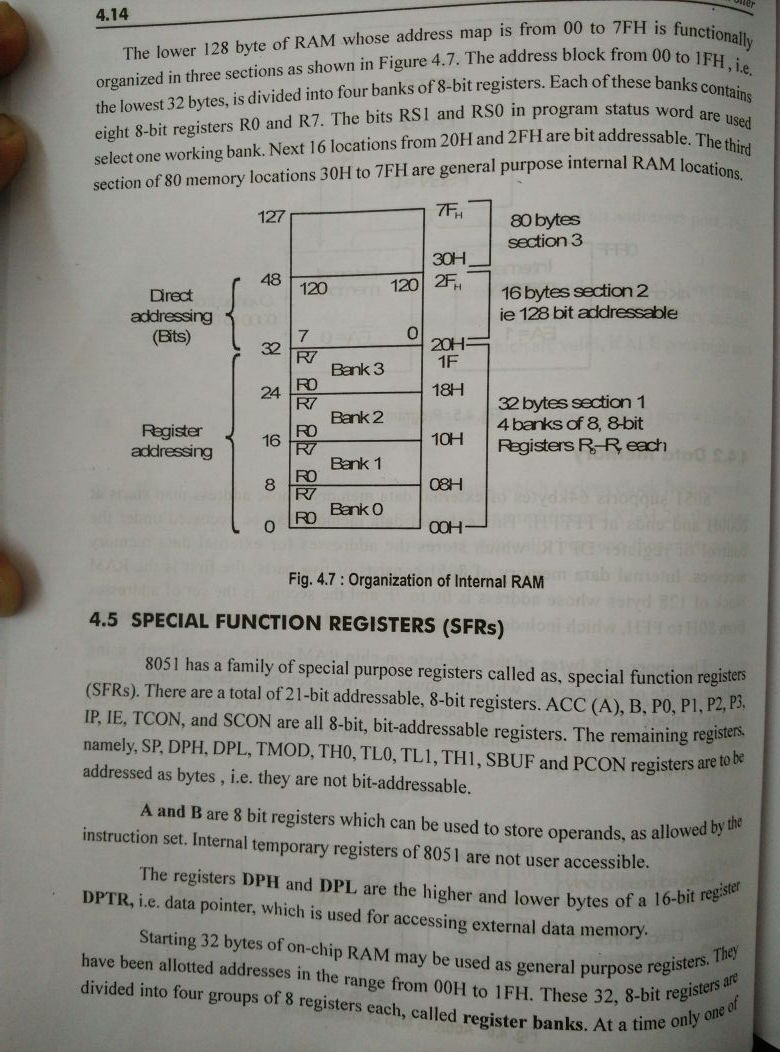 4.14
The lower 128 byte of RAM whose address map is from 00 to 7FH is functionally
organized in three sections as shown in Figure 4.7. The address block from 00 to 1FH, i.e.
the lowest 32 bytes, is divided into four banks of 8-bit registers. Each of these banks contains
eight 8-bit registers R0 and R7. The bits RS1 and RS0 in program status word are used
select one working bank. Next 16 locations from 20H and 2FH are bit addressable. The third
section of 80 memory locations 30H to 7FH are general purpose internal RAM locations.
127
7FH
80 bytes
section 3
30H
48
120
120
2FH
Direct
addressing
(Bits)
16 bytes section 2
ie 128 bit addressable
7
0
20H
32
R7
Bank 3
1F
R0
24
18H
R7
Bank 2
32 bytes section 1
4 banks of 8, 8-bit
Registers R0–R7 each
Register
addressing
R0
16
10H
R7
Bank 1
R0
8
08H
R7
Bank 0
R0
0
00H
Fig. 4.7 : Organization of Internal RAM
4.5 SPECIAL FUNCTION REGISTERS (SFRs)
8051 has a family of special purpose registers called as, special function registers
(SFRs). There are a total of 21-bit addressable, 8-bit registers. ACC (A), B, P0, P1, P2, P3,
IP, IE, TCON, and SCON are all 8-bit, bit-addressable registers. The remaining registers,
namely, SP, DPH, DPL, TMOD, TH0, TL0, TL1, TH1, SBUF and PCON registers are to be
addressed as bytes , i.e. they are not bit-addressable.
A and B are 8 bit registers which can be used to store operands, as allowed by the
instruction set. Internal temporary registers of 8051 are not user accessible.
The registers DPH and DPL are the higher and lower bytes of a 16-bit register
DPTR, i.e. data pointer, which is used for accessing external data memory.
Starting 32 bytes of on-chip RAM may be used as general purpose registers. They
have been allotted addresses in the range from 00H to 1FH. These 32, 8-bit registers are
divided into four groups of 8 registers each, called register banks. At a time only one of